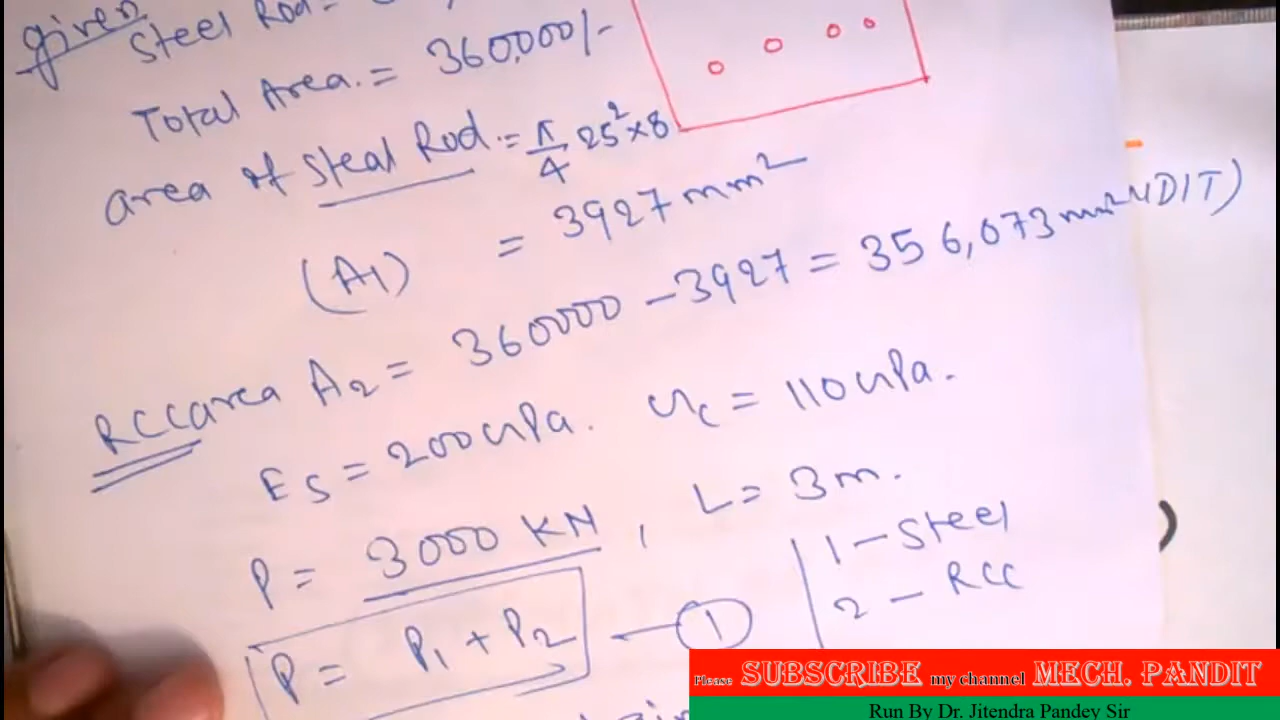 given
Steel Rod =
Total Area. = 360,000/-
area of Steal Rod. = π/4 25² × 8
(A1) = 3927 mm²
RCC area A2 = 360000 - 3927 = 356,073 mm²
Es = 200 GPa.
= 110 GPa.
P = 3000 KN, L = 3m.
P = P1 + P2 — 1
1 - Steel
2 - RCC
Please SUBSCRIBE my channel MECH. PANDIT
Run By Dr. Jitendra Pandey Sir